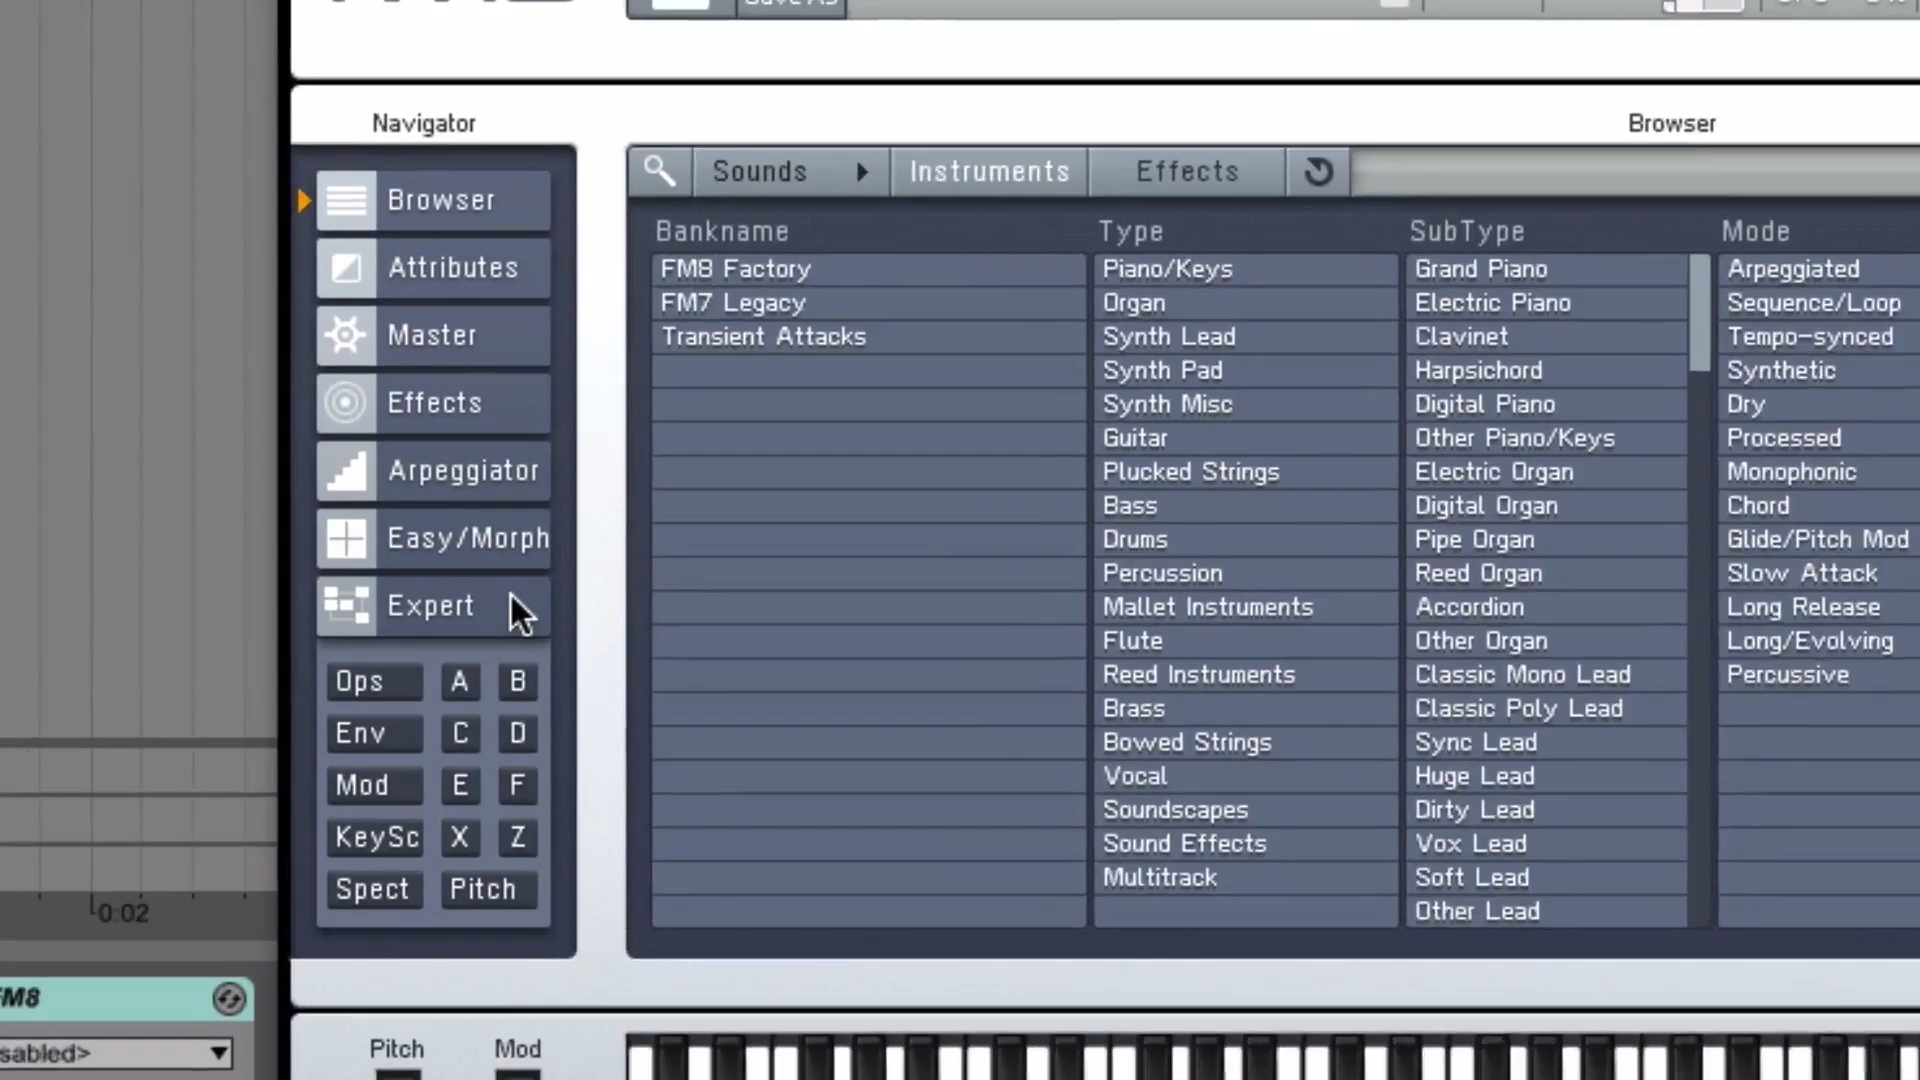 Save As
Navigator
Browser
Browser
Attributes
Master
Effects
Arpeggiator
Easy/Morph
Expert
Ops A B
Env C D
Mod E F
KeySc X Z
Spect Pitch
Sounds Instruments Effects
Bankname
FM8 Factory
FM7 Legacy
Transient Attacks
Type
Piano/Keys
Organ
Synth Lead
Synth Pad
Synth Misc
Guitar
Plucked Strings
Bass
Drums
Percussion
Mallet Instruments
Flute
Reed Instruments
Brass
Bowed Strings
Vocal
Soundscapes
Sound Effects
Multitrack
SubType
Grand Piano
Electric Piano
Clavinet
Harpsichord
Digital Piano
Other Piano/Keys
Electric Organ
Digital Organ
Pipe Organ
Reed Organ
Accordion
Other Organ
Classic Mono Lead
Classic Poly Lead
Sync Lead
Huge Lead
Dirty Lead
Vox Lead
Soft Lead
Other Lead
Mode
Arpeggiated
Sequence/Loop
Tempo-synced
Synthetic
Dry
Processed
Monophonic
Chord
Glide/Pitch Mod
Slow Attack
Long Release
Long/Evolving
Percussive
0:02
FM8
sabled>
Pitch Mod